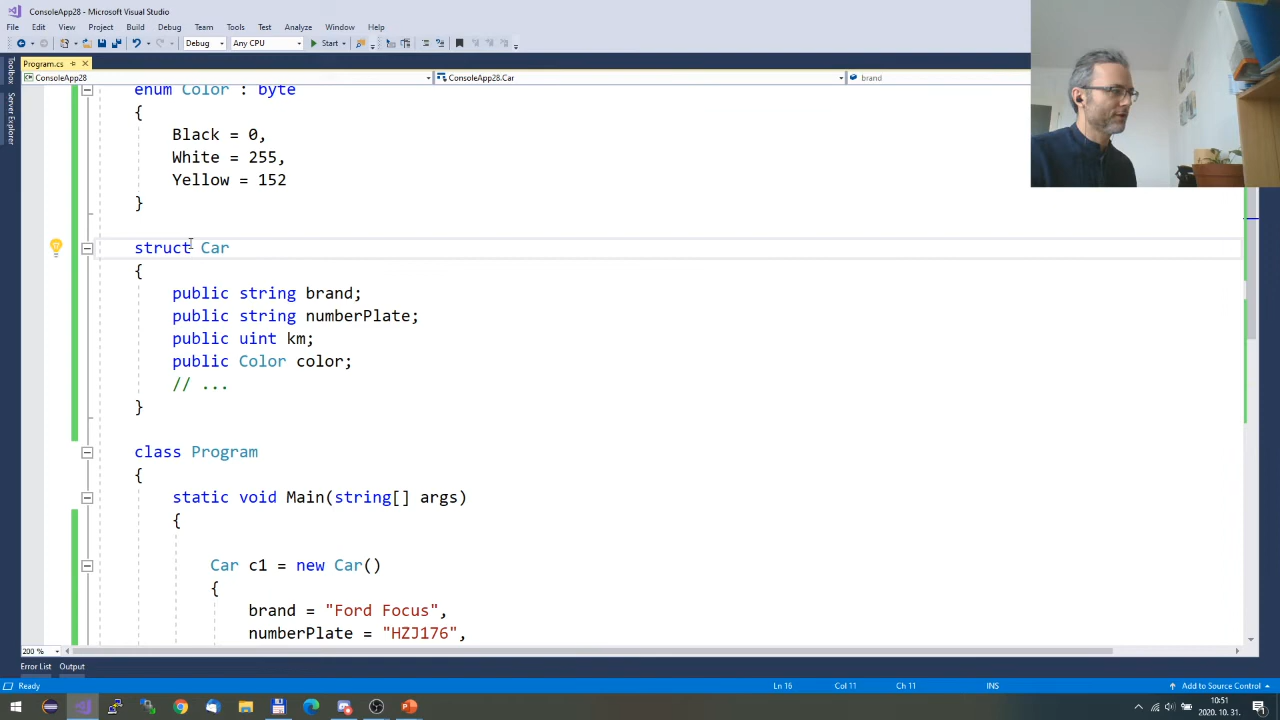 ConsoleApp28 - Microsoft Visual Studio
File Edit View Project Build Debug Team Tools Test Analyze Window Help
Debug Any CPU Start
Program.cs
ConsoleApp28 ConsoleApp28.Car brand
Toolbox
Server Explorer
enum Color : byte
{
Black = 0,
White = 255,
Yellow = 152
}
struct Car
{
public string brand;
public string numberPlate;
public uint km;
public Color color;
// ...
}
class Program
{
static void Main(string[] args)
{
Car c1 = new Car()
{
brand = "Ford Focus",
numberPlate = "HZJ176",
200 %
Error List Output
Ready Ln 16 Col 11 Ch 11 INS Add to Source Control
10:51
2020. 10. 31.